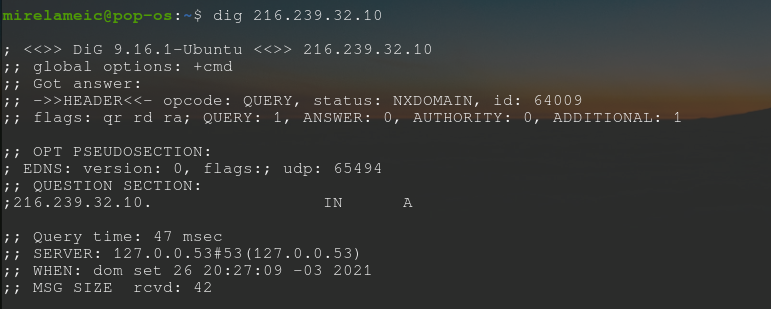 mirelameic@pop-os:~$ dig 216.239.32.10
; <<>> DiG 9.16.1-Ubuntu <<>> 216.239.32.10
;; global options: +cmd
;; Got answer:
;; ->>HEADER<<- opcode: QUERY, status: NXDOMAIN, id: 64009
;; flags: qr rd ra; QUERY: 1, ANSWER: 0, AUTHORITY: 0, ADDITIONAL: 1
;; OPT PSEUDOSECTION:
; EDNS: version: 0, flags:; udp: 65494
;; QUESTION SECTION:
;216.239.32.10. IN A
;; Query time: 47 msec
;; SERVER: 127.0.0.53#53(127.0.0.53)
;; WHEN: dom set 26 20:27:09 -03 2021
;; MSG SIZE rcvd: 42